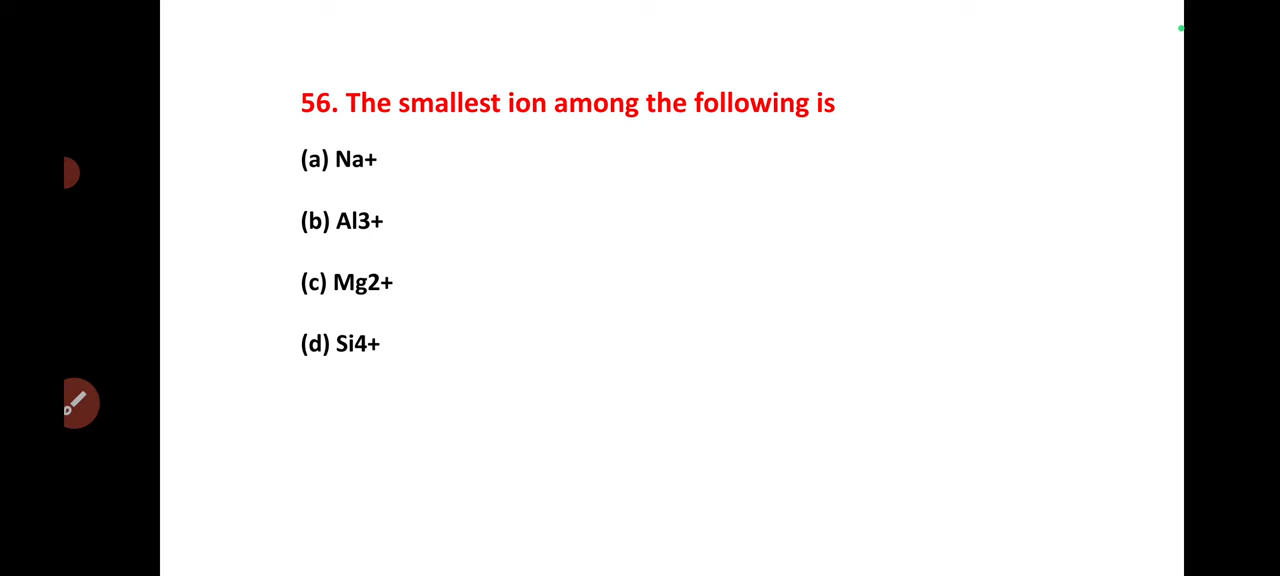 56. The smallest ion among the following is
(a) Na+
(b) Al3+
(c) Mg2+
(d) Si4+